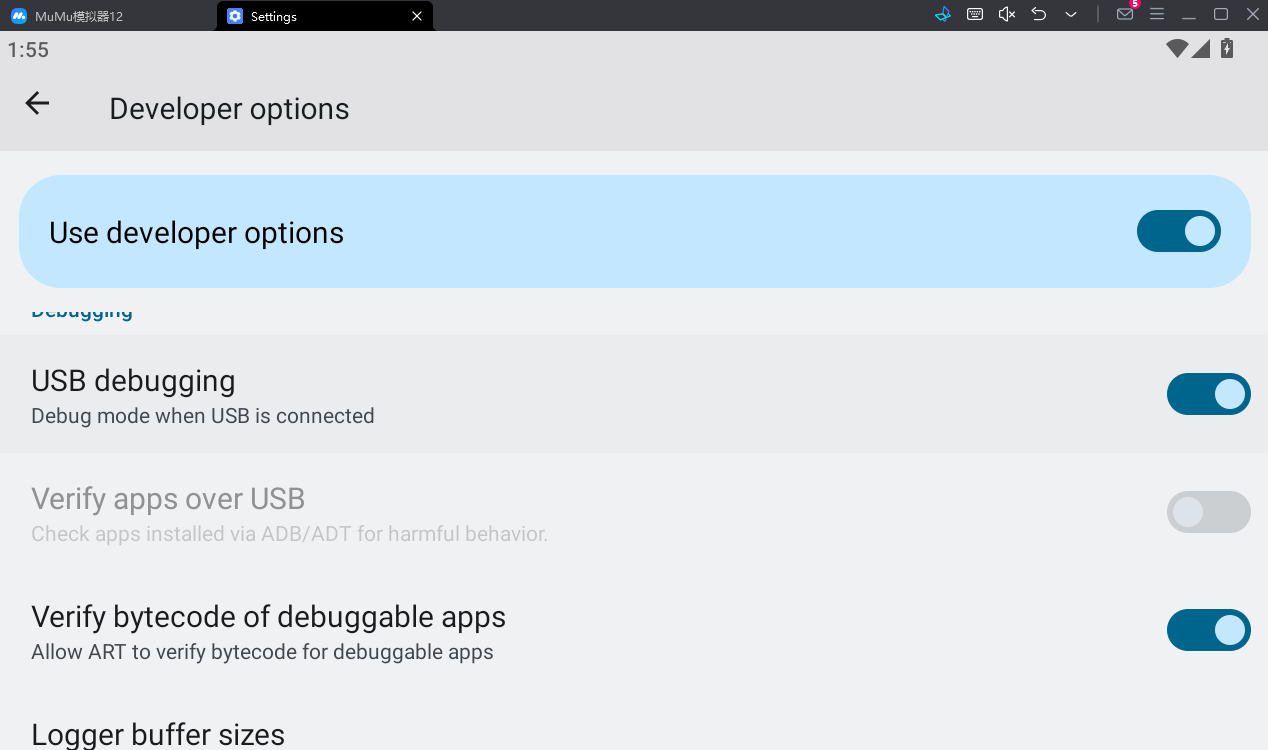 MuMu模拟器12
Settings
5
1:55
Developer options
Use developer options
Debugging
USB debugging
Debug mode when USB is connected
Verify apps over USB
Check apps installed via ADB/ADT for harmful behavior.
Verify bytecode of debuggable apps
Allow ART to verify bytecode for debuggable apps
Logger buffer sizes